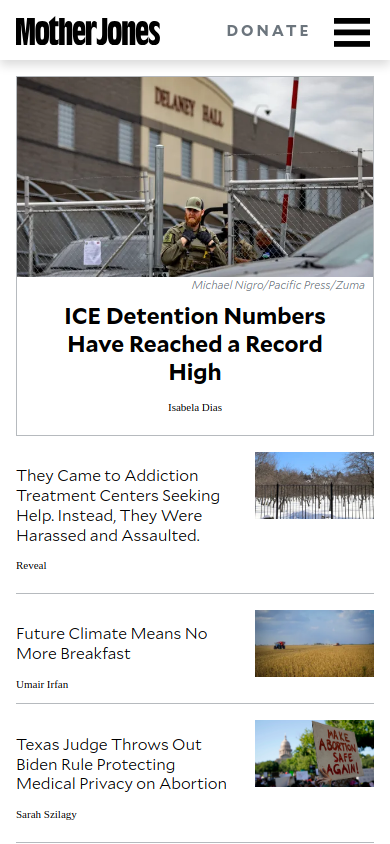 Mother Jones
DONATE
DELANEY HALL
Michael Nigro/Pacific Press/Zuma
ICE Detention Numbers
Have Reached a Record
High
Isabela Dias
They Came to Addiction
Treatment Centers Seeking
Help. Instead, They Were
Harassed and Assaulted.
Reveal
Future Climate Means No
More Breakfast
Umair Irfan
Texas Judge Throws Out
Biden Rule Protecting
Medical Privacy on Abortion
MAKE
ABORTION
SAFE
AGAIN!
Sarah Szilagy